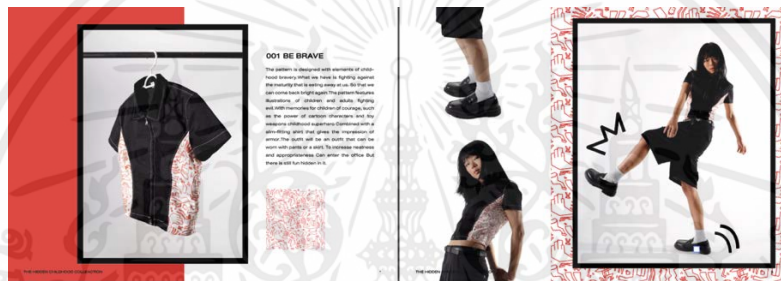 001 BE BRAVE
The pattern is designed with elements of child-
hood bravery.What we have is fighting against
the maturity that is eating away at us. So that we
can come back bright again.The pattern features
illustrations of children and adults fighting
evil.With memories for children of courage, such
as the power of cartoon characters and toy
weapons childhood superhero.Combined with a
slim-fitting shirt that gives the impression of
armor.The outfit will be an outfit that can be
worn with pants or a skirt. To increase neatness
and appropriateness Can enter the office But
there is still fun hidden in it.
THE HIDDEN CHILDHOOD COLLECTION
THE HIDDEN